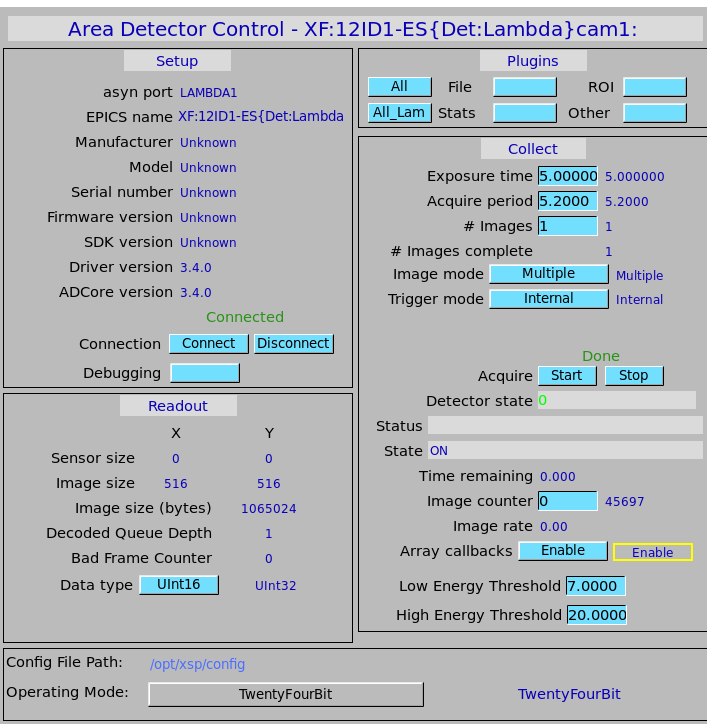 Area Detector Control - XF:12ID1-ES{Det:Lambda}cam1:
Setup
asyn port LAMBDA1
EPICS name XF:12ID1-ES{Det:Lambda
Manufacturer Unknown
Model Unknown
Serial number Unknown
Firmware version Unknown
SDK version Unknown
Driver version 3.4.0
ADCore version 3.4.0
Connected
Connection Connect Disconnect
Debugging
Readout
X Y
Sensor size 0 0
Image size 516 516
Image size (bytes) 1065024
Decoded Queue Depth 1
Bad Frame Counter 0
Data type UInt16 UInt32
Plugins
All File ROI
All_Lam Stats Other
Collect
Exposure time 5.00000 5.000000
Acquire period 5.2000 5.2000
# Images 1 1
# Images complete 1
Image mode Multiple Multiple
Trigger mode Internal Internal
Done
Acquire Start Stop
Detector state 0
Status
State ON
Time remaining 0.000
Image counter 0 45697
Image rate 0.00
Array callbacks Enable Enable
Low Energy Threshold 7.0000
High Energy Threshold 20.0000
Config File Path: /opt/xsp/config
Operating Mode: TwentyFourBit TwentyFourBit